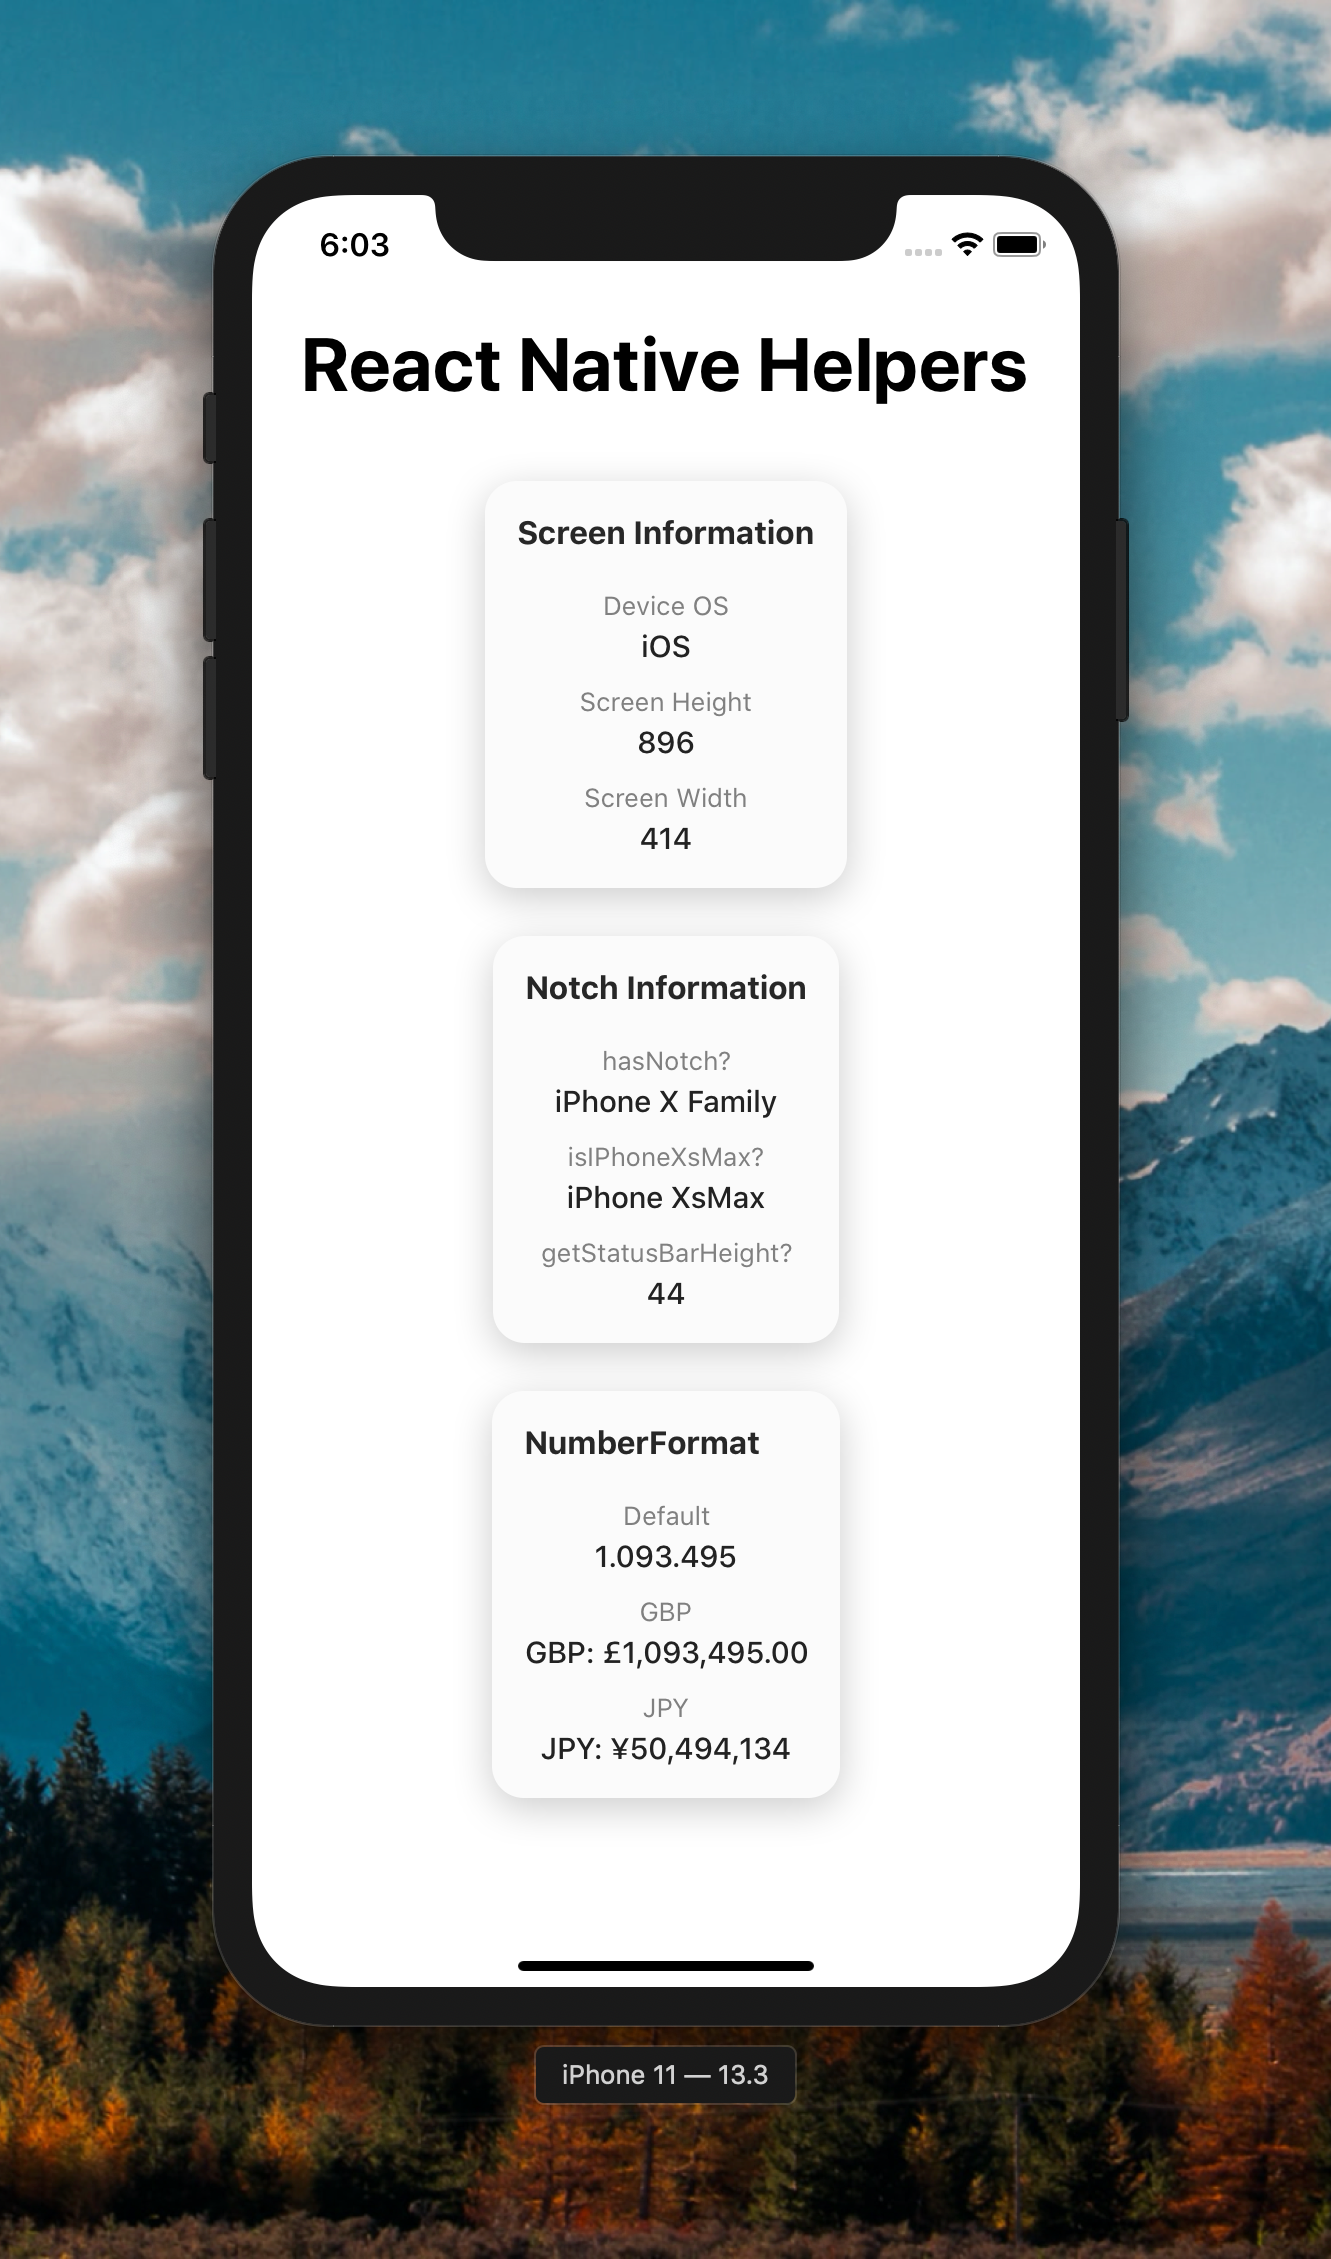 6:03
React Native Helpers
Screen Information
Device OS
iOS
Screen Height
896
Screen Width
414
Notch Information
hasNotch?
iPhone X Family
isIPhoneXsMax?
iPhone XsMax
getStatusBarHeight?
44
NumberFormat
Default
1.093.495
GBP
GBP: £1,093,495.00
JPY
JPY: ¥50,494,134
iPhone 11 — 13.3